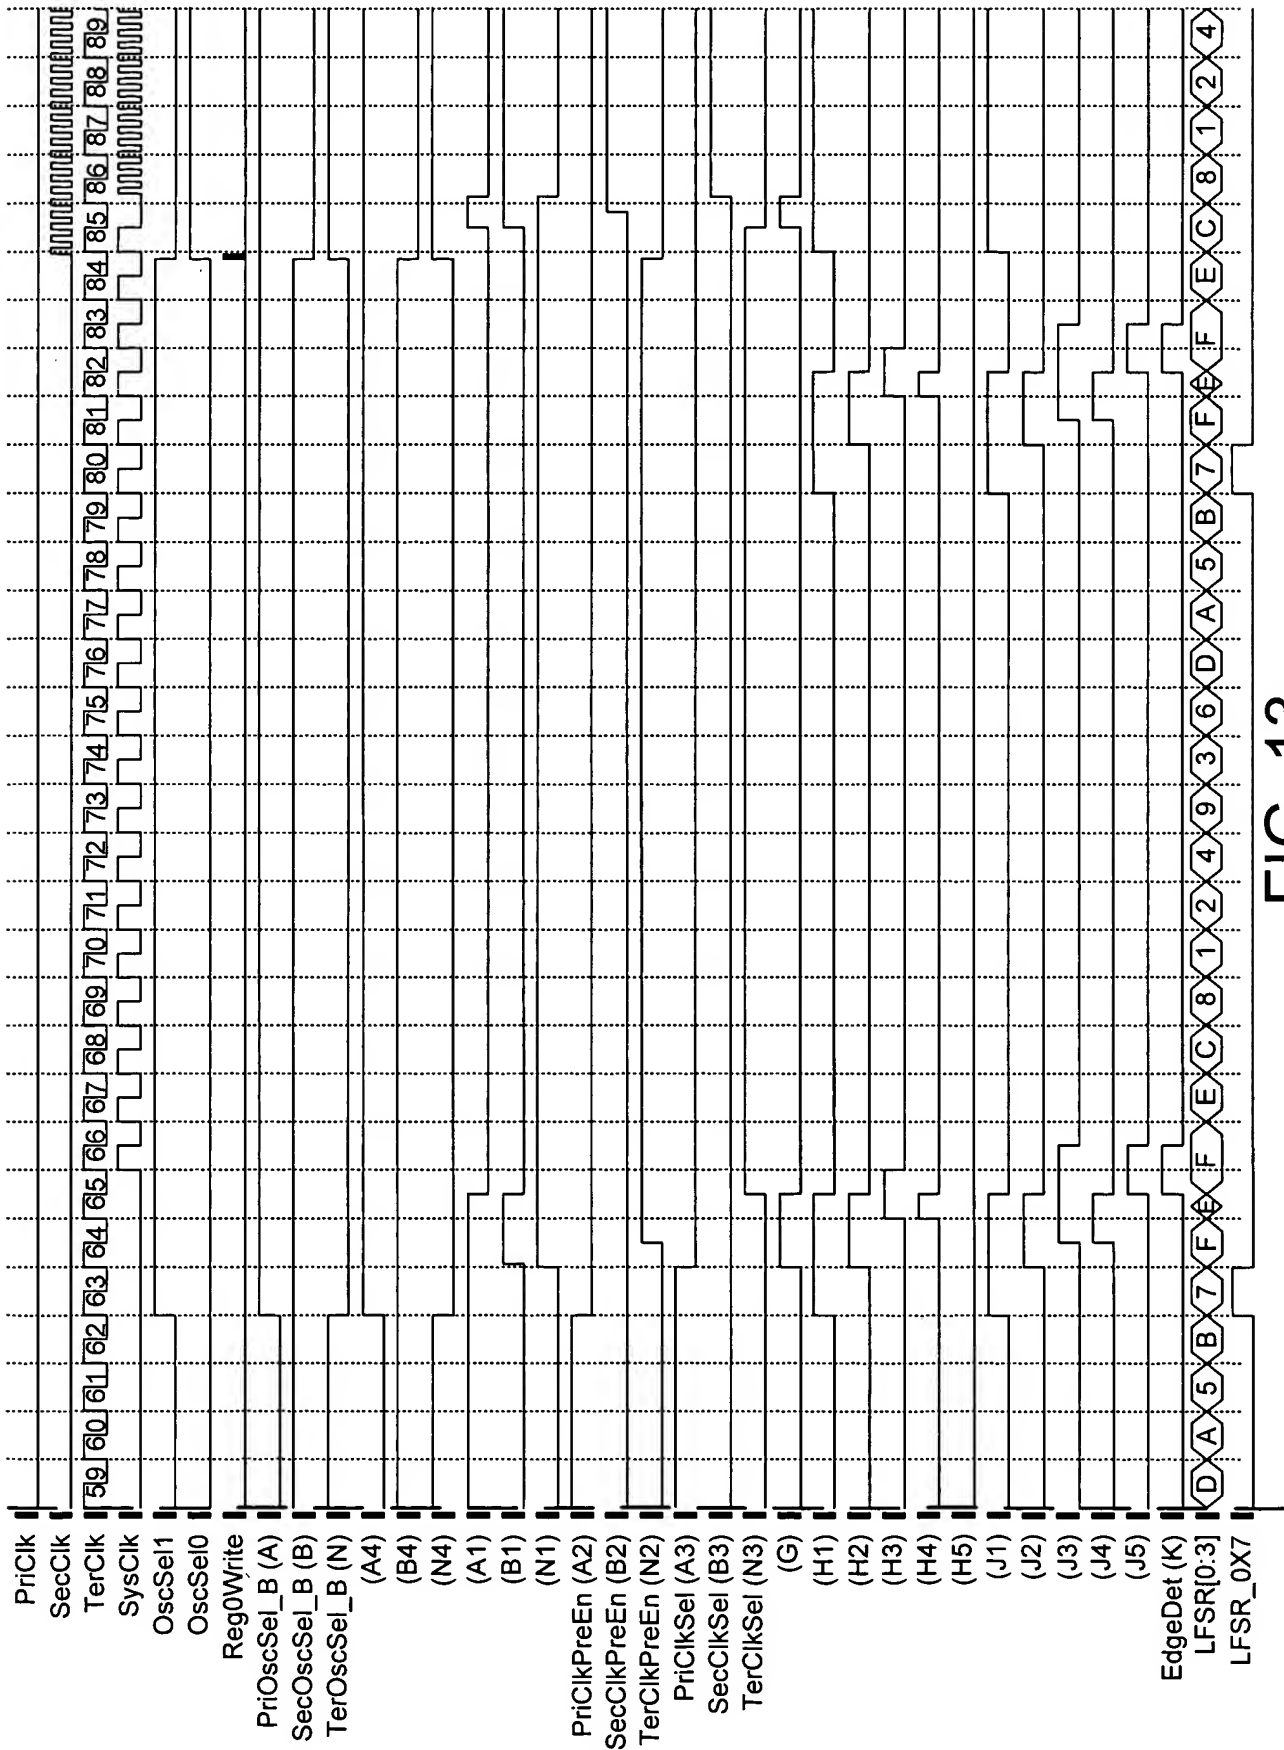 PriClk
SecClk
TerClk 59 60 61 62 63 64 65 66 67 68 69 70 71 72 73 74 75 76 77 78 79 80 81 82 83 84 85 86 87 88 89
SysClk
OscSel1
OscSel0
Reg0Write
PriOscSel_B (A)
SecOscSel_B (B)
TerOscSel_B (N)
(A4)
(B4)
(N4)
(A1)
(B1)
(N1)
PriClkPreEn (A2)
SecClkPreEn (B2)
TerClkPreEn (N2)
PriClkSel (A3)
SecClkSel (B3)
TerClkSel (N3)
(G)
(H1)
(H2)
(H3)
(H4)
(H5)
(J1)
(J2)
(J3)
(J4)
(J5)
EdgeDet (K)
LFSR[0:3] D A 5 B 7 F E F E C 8 1 2 4 9 3 6 D A 5 B 7 F E F E C 8 1 2 4
LFSR_0X7
FIG. 13